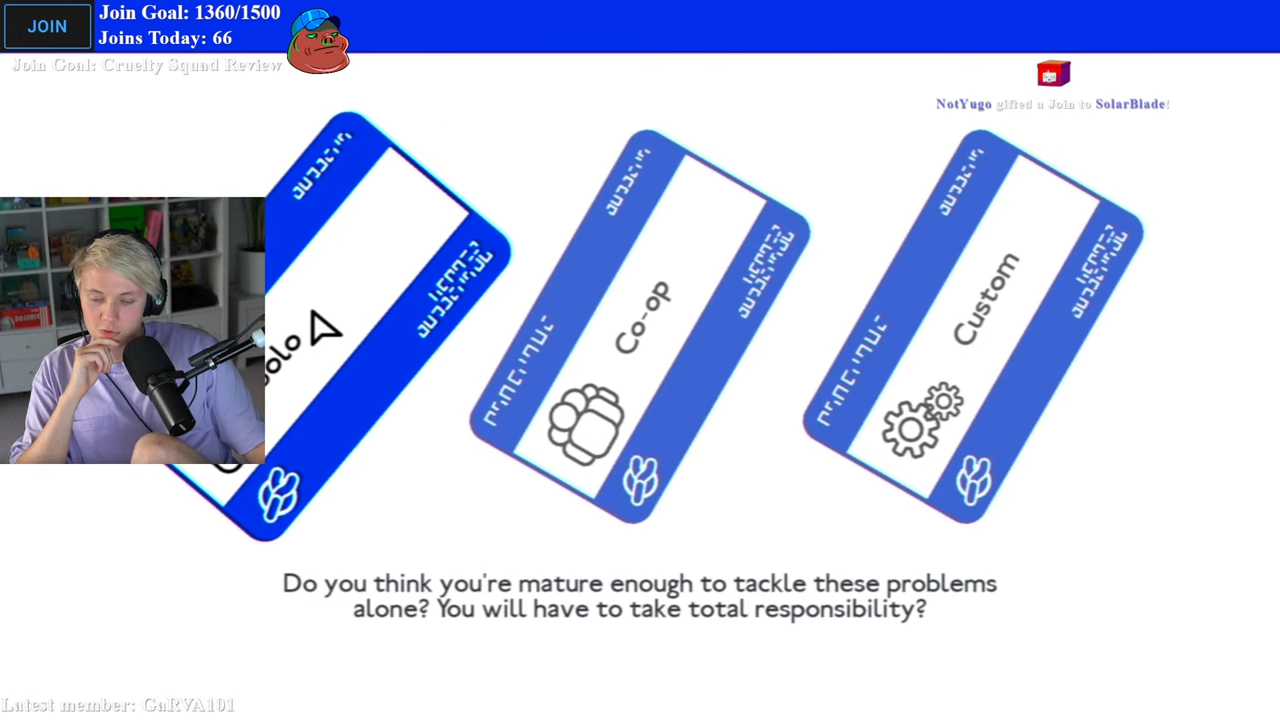 JOIN
Join Goal: 1360/1500
Joins Today: 66
Join Goal: Cruelty Squad Review
NotYugo gifted a Join to SolarBlade!
Co-op
Custom
Do you think you're mature enough to tackle these problems
alone? You will have to take total responsibility?
Latest member: GaRVA101